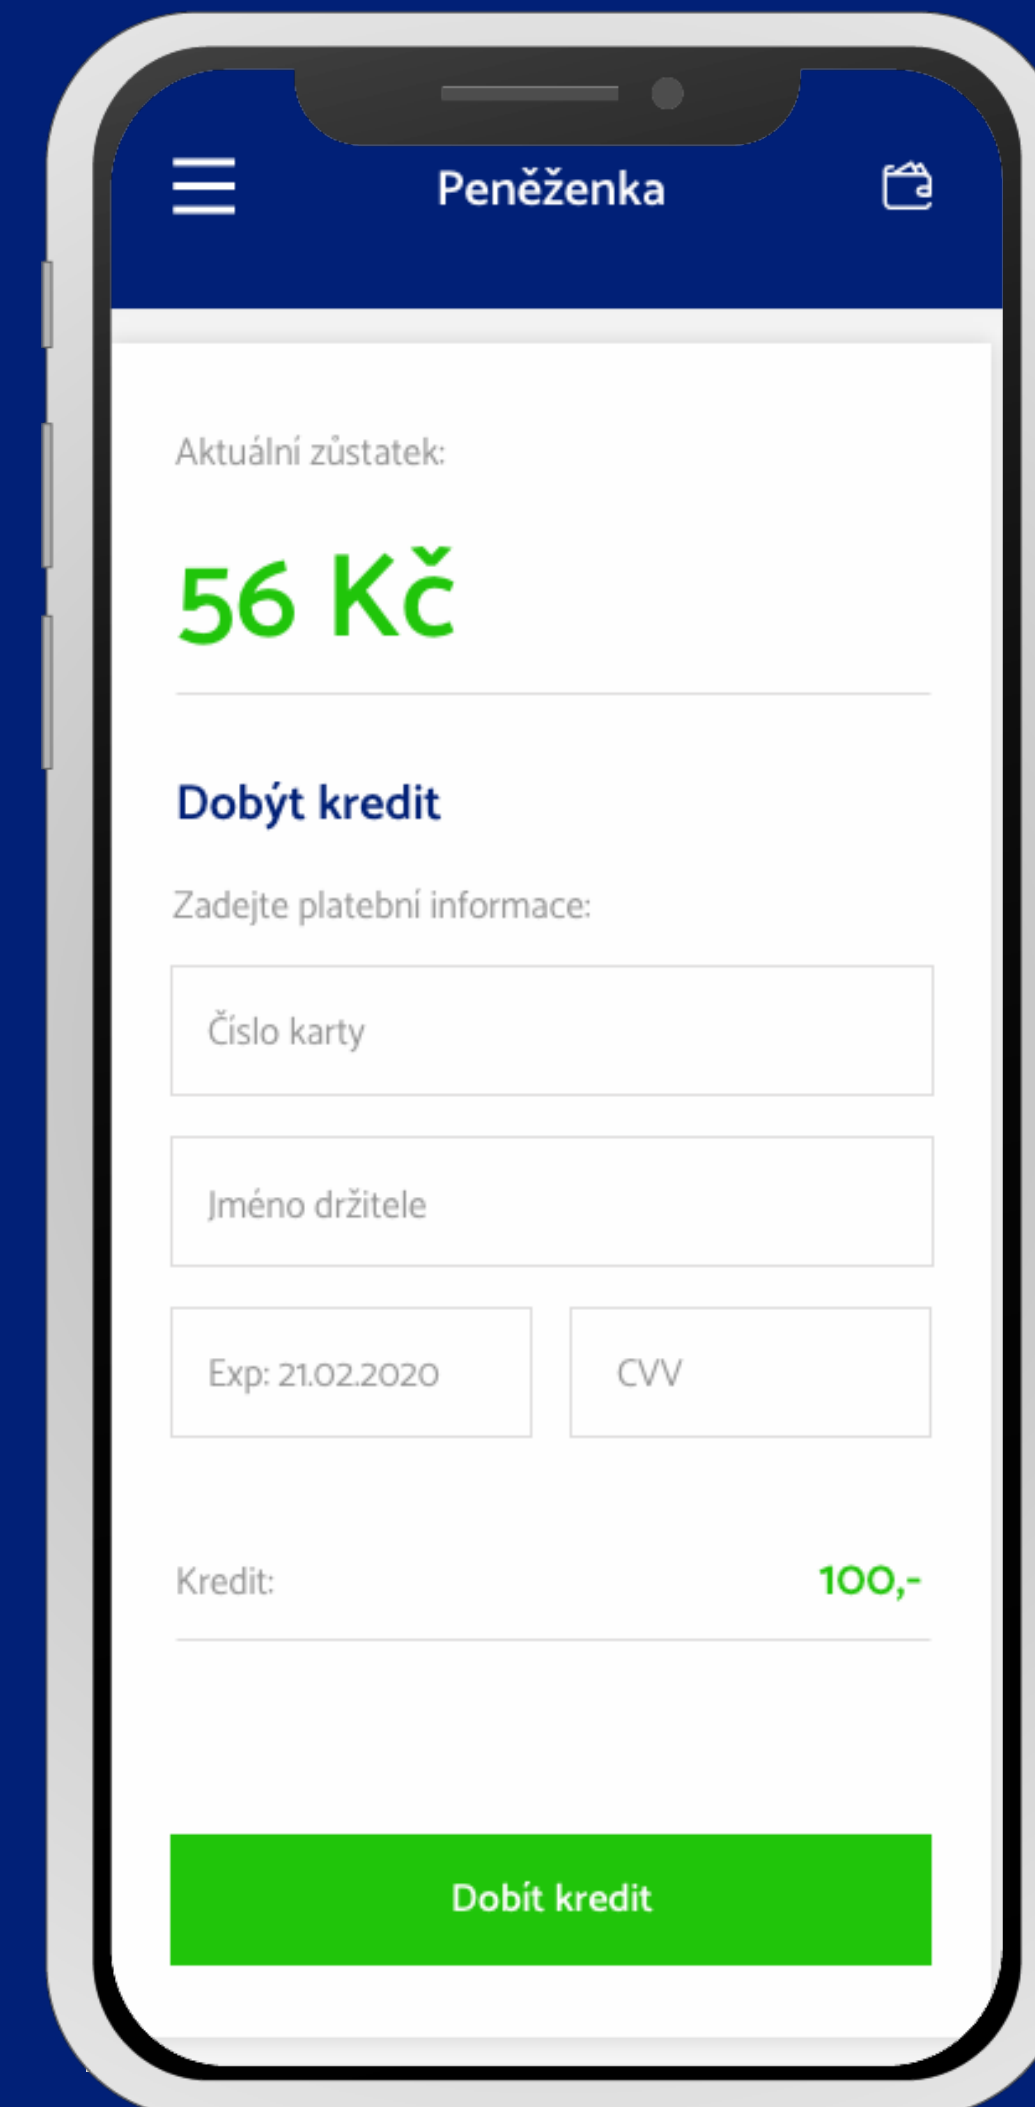 Peněženka
Aktuální zůstatek:
56 Kč
Dobýt kredit
Zadejte platební informace:
Číslo karty
Jméno držitele
Exp: 21.02.2020 CVV
Kredit: 100,-
Dobít kredit